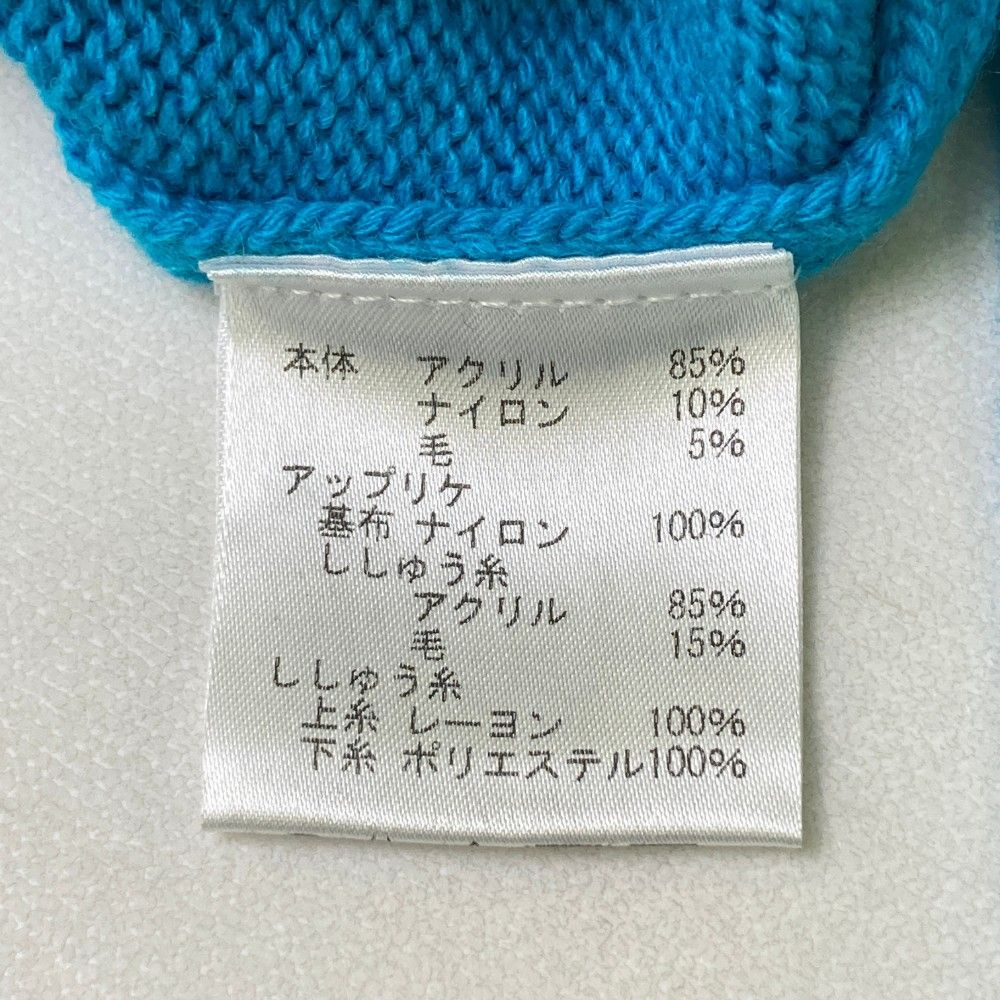 本体 アクリル 85%
ナイロン 10%
毛 5%
アップリケ
基布 ナイロン 100%
ししゅう糸
アクリル 85%
毛 15%
ししゅう糸
上糸 レーヨン 100%
下糸 ポリエステル100%